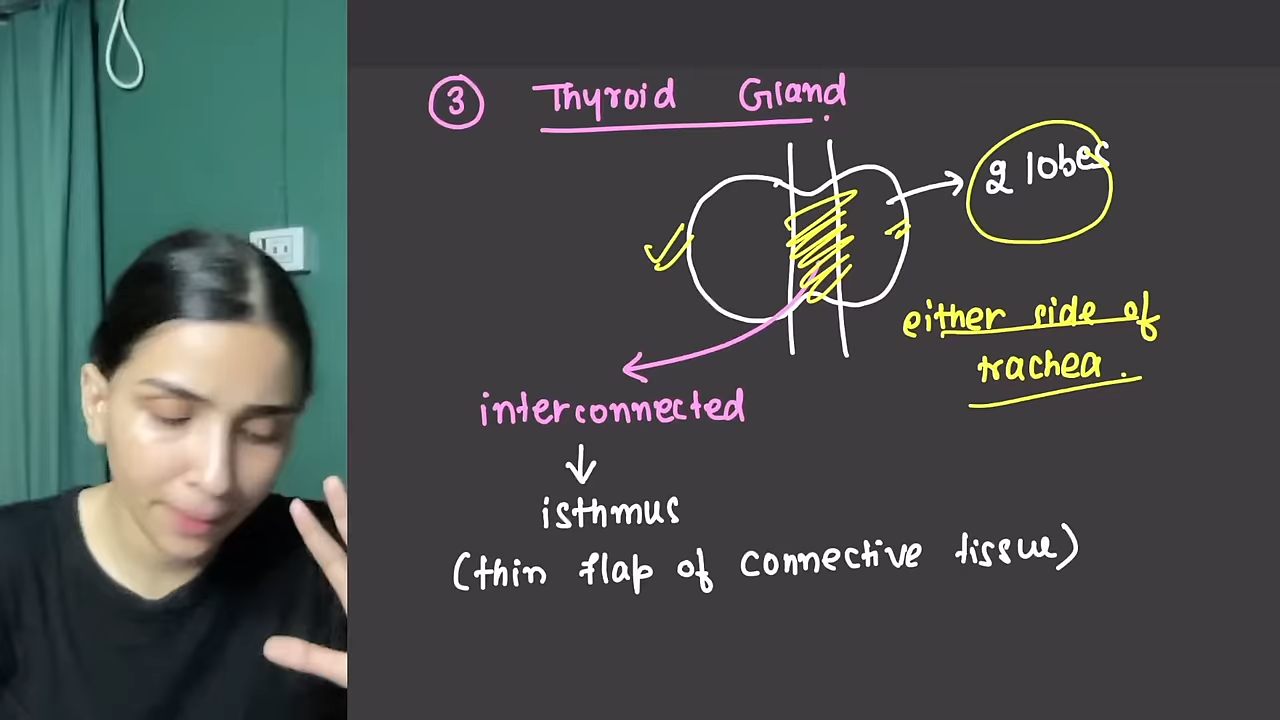 3 Thyroid Gland
2 lobes
either side of
trachea.
interconnected
isthmus
(thin flap of connective tissue)